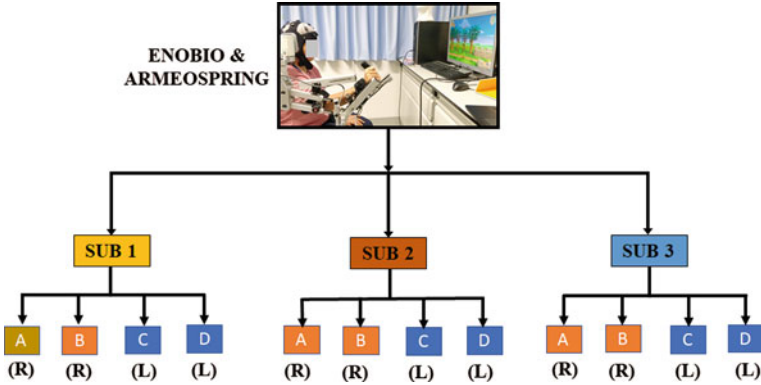 ENOBIO &
ARMEOSPRING
SUB 1
SUB 2
SUB 3
A
B
C
D
A
B
C
D
A
B
C
D
(R)
(R)
(L)
(L)
(R)
(R)
(L)
(L)
(R)
(R)
(L)
(L)